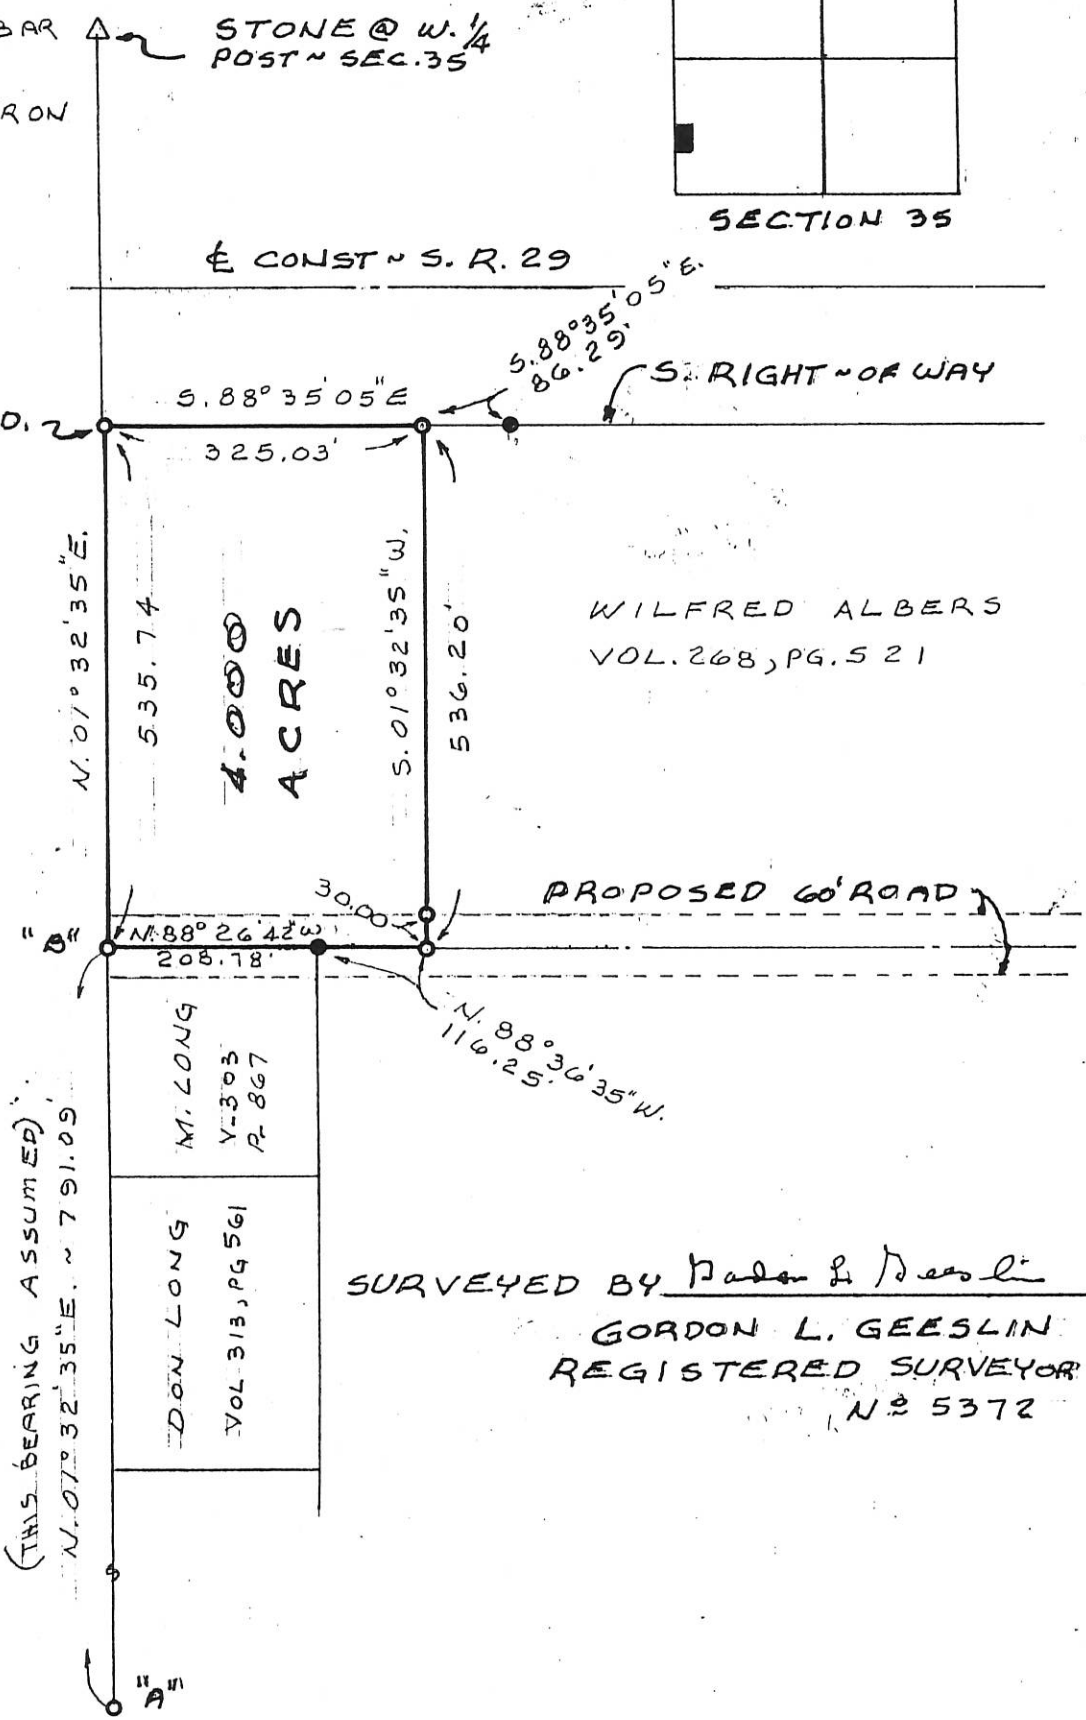 BAR
STONE @ W. 1/4
POST ~ SEC. 35
RON
SECTION 35
℄ CONST ~ S. R. 29
S. 88° 35' 05" E.
86.29'
S. RIGHT ~ OF WAY
S. 88° 35' 05" E
325.03'
D.
N. 01° 32' 35" E.
535.74
4.000
ACRES
S. 01° 32' 35" W.
536.20'
WILFRED ALBERS
VOL. 268, PG. 521
30.00
PROPOSED 60' ROAD
"B"
N. 88° 26' 42" W
208.78'
N. 88° 36' 35" W.
116.25'
M. LONG
V-303
P- 867
(THIS BEARING ASSUMED)
N. 01° 32' 35" E. ~ 791.09'
DON LONG
VOL 313, PG 561
SURVEYED BY Gordon L. Geeslin
GORDON L. GEESLIN
REGISTERED SURVEYOR
Nº 5372
"A"